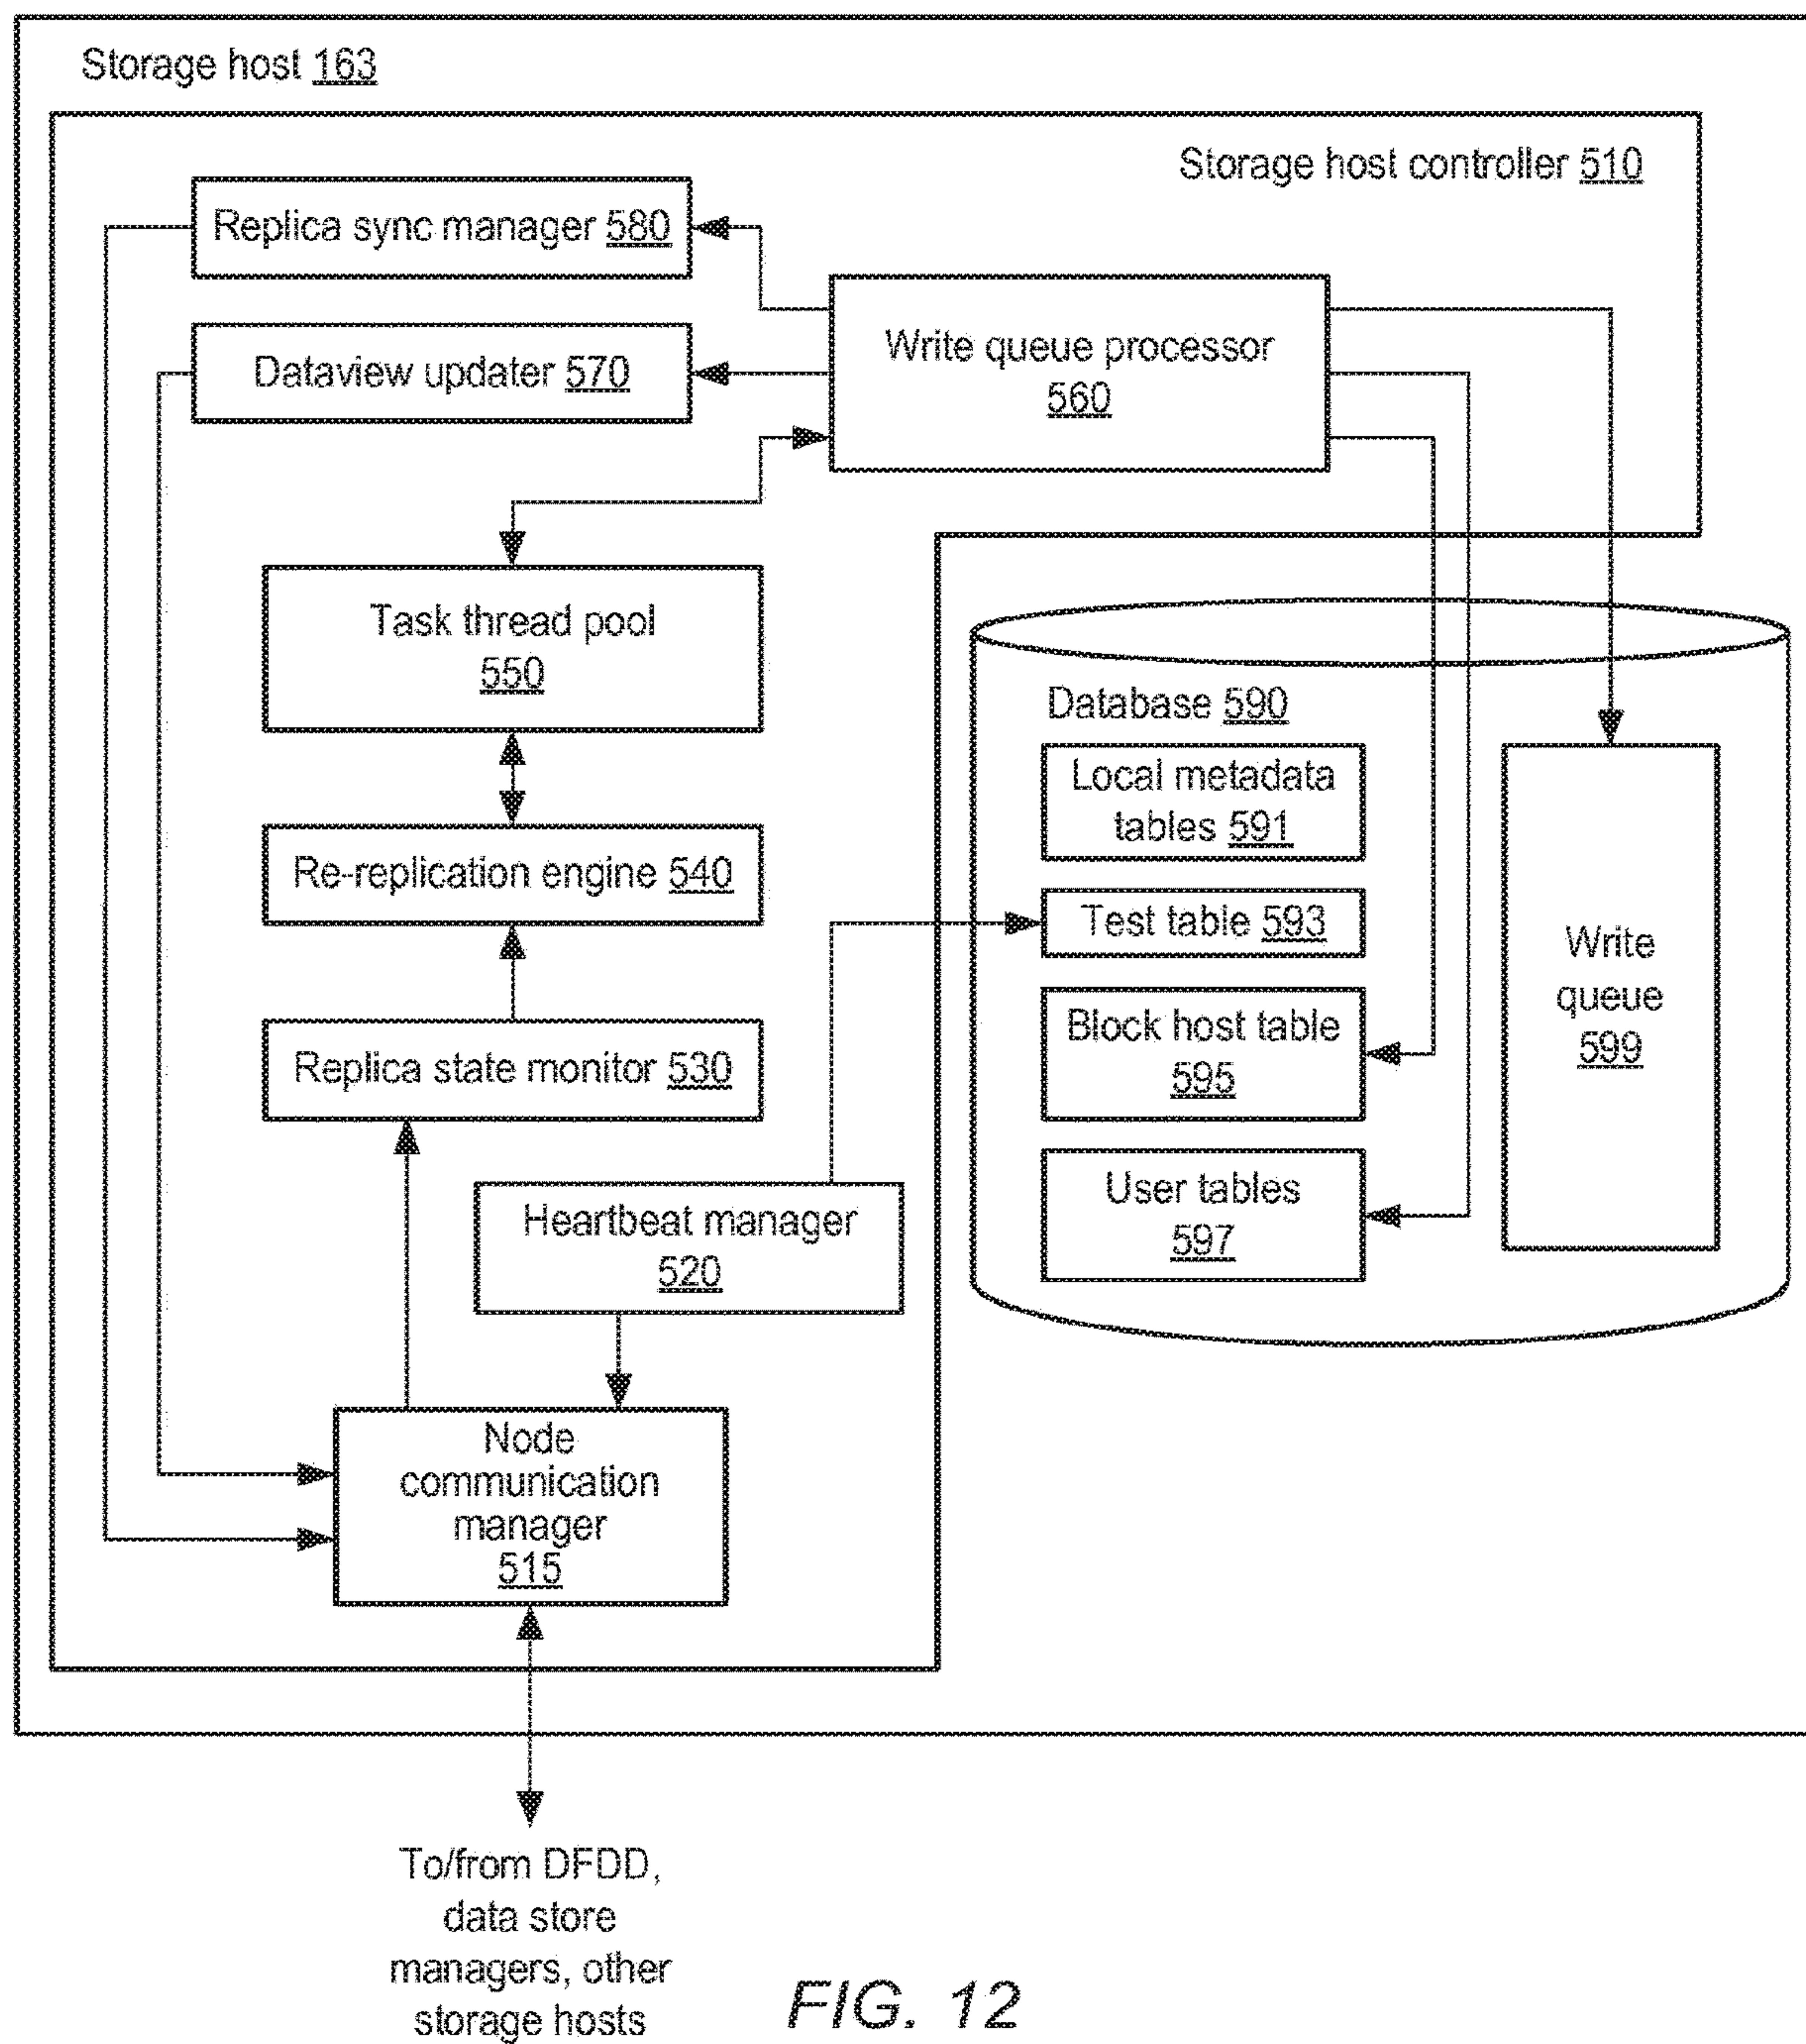 Storage host 163
Storage host controller 510
Replica sync manager 580
Write queue processor
560
Dataview updater 570
Task thread pool
550
Database 590
Local metadata
tables 591
Re-replication engine 540
Test table 593
Write
queue
599
Block host table
595
Replica state monitor 530
User tables
597
Heartbeat manager
520
Node
communication
manager
515
To/from DFDD,
data store
managers, other
storage hosts
FIG. 12